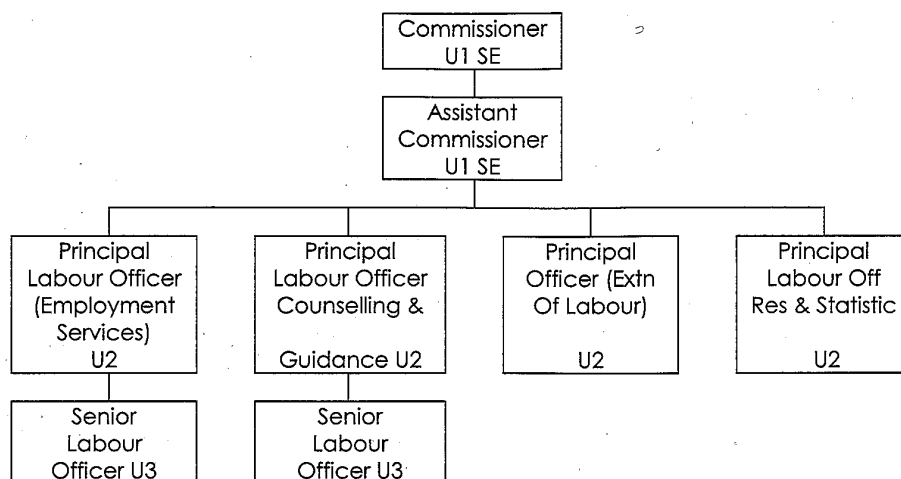 Commissioner
U1 SE
Assistant
Commissioner
U1 SE
Principal
Labour Officer
(Employment
Services)
U2
Principal
Labour Officer
Counselling &
Guidance U2
Principal
Officer (Extn
Of Labour)
U2
Principal
Labour Off
Res & Statistic
U2
Senior
Labour
Officer U3
Senior
Labour
Officer U3